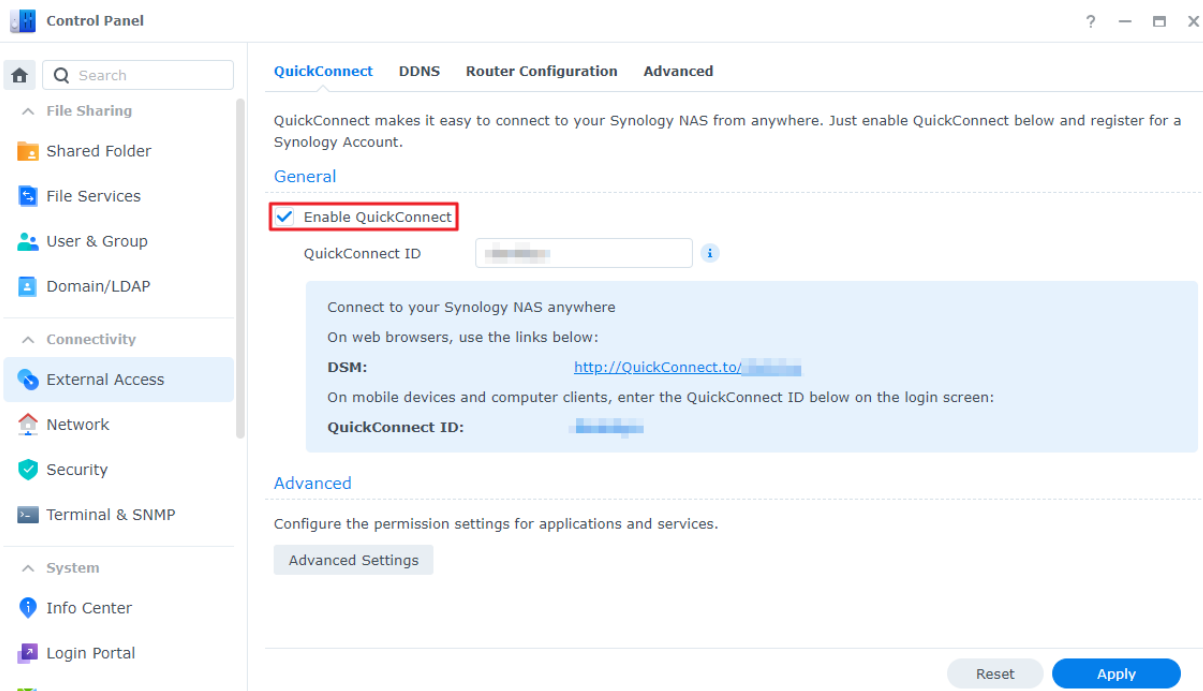 Control Panel
Search
File Sharing
Shared Folder
File Services
User & Group
Domain/LDAP
Connectivity
External Access
Network
Security
Terminal & SNMP
System
Info Center
Login Portal
QuickConnect DDNS Router Configuration Advanced
QuickConnect makes it easy to connect to your Synology NAS from anywhere. Just enable QuickConnect below and register for a
Synology Account.
General
Enable QuickConnect
QuickConnect ID
Connect to your Synology NAS anywhere
On web browsers, use the links below:
DSM: http://QuickConnect.to/
On mobile devices and computer clients, enter the QuickConnect ID below on the login screen:
QuickConnect ID:
Advanced
Configure the permission settings for applications and services.
Advanced Settings
Reset Apply